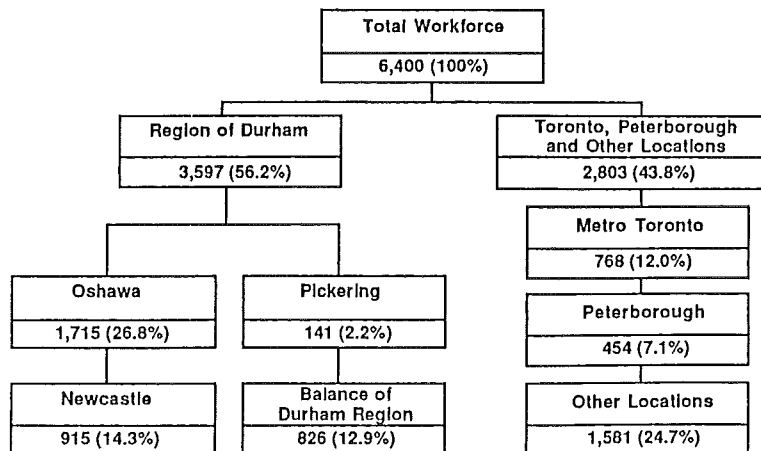 Total Workforce
6,400 (100%)
Region of Durham
3,597 (56.2%)
Toronto, Peterborough
and Other Locations
2,803 (43.8%)
Metro Toronto
768 (12.0%)
Oshawa
1,715 (26.8%)
Pickering
141 (2.2%)
Peterborough
454 (7.1%)
Newcastle
915 (14.3%)
Balance of
Durham Region
826 (12.9%)
Other Locations
1,581 (24.7%)